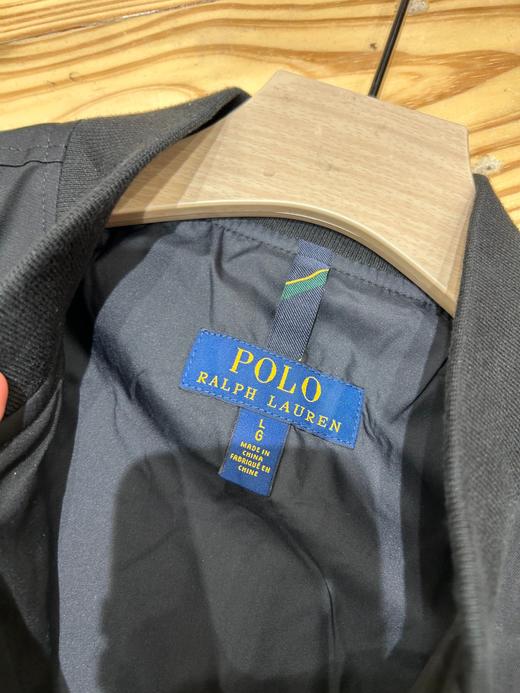 POLO
RALPH LAUREN
L
G
MADE IN
CHINA
FABRIQUÉ EN
CHINE